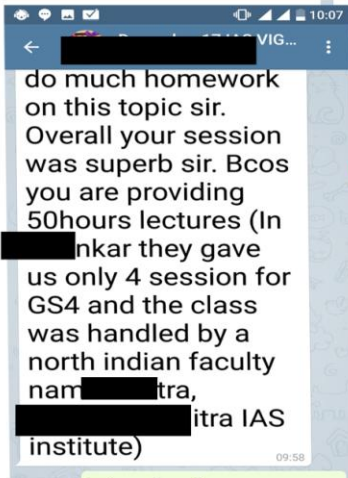 10:07
VIG...
do much homework
on this topic sir.
Overall your session
was superb sir. Bcos
you are providing
50hours lectures (In
nkar they gave
us only 4 session for
GS4 and the class
was handled by a
north indian faculty
nam tra,
itra IAS
institute)
09:58